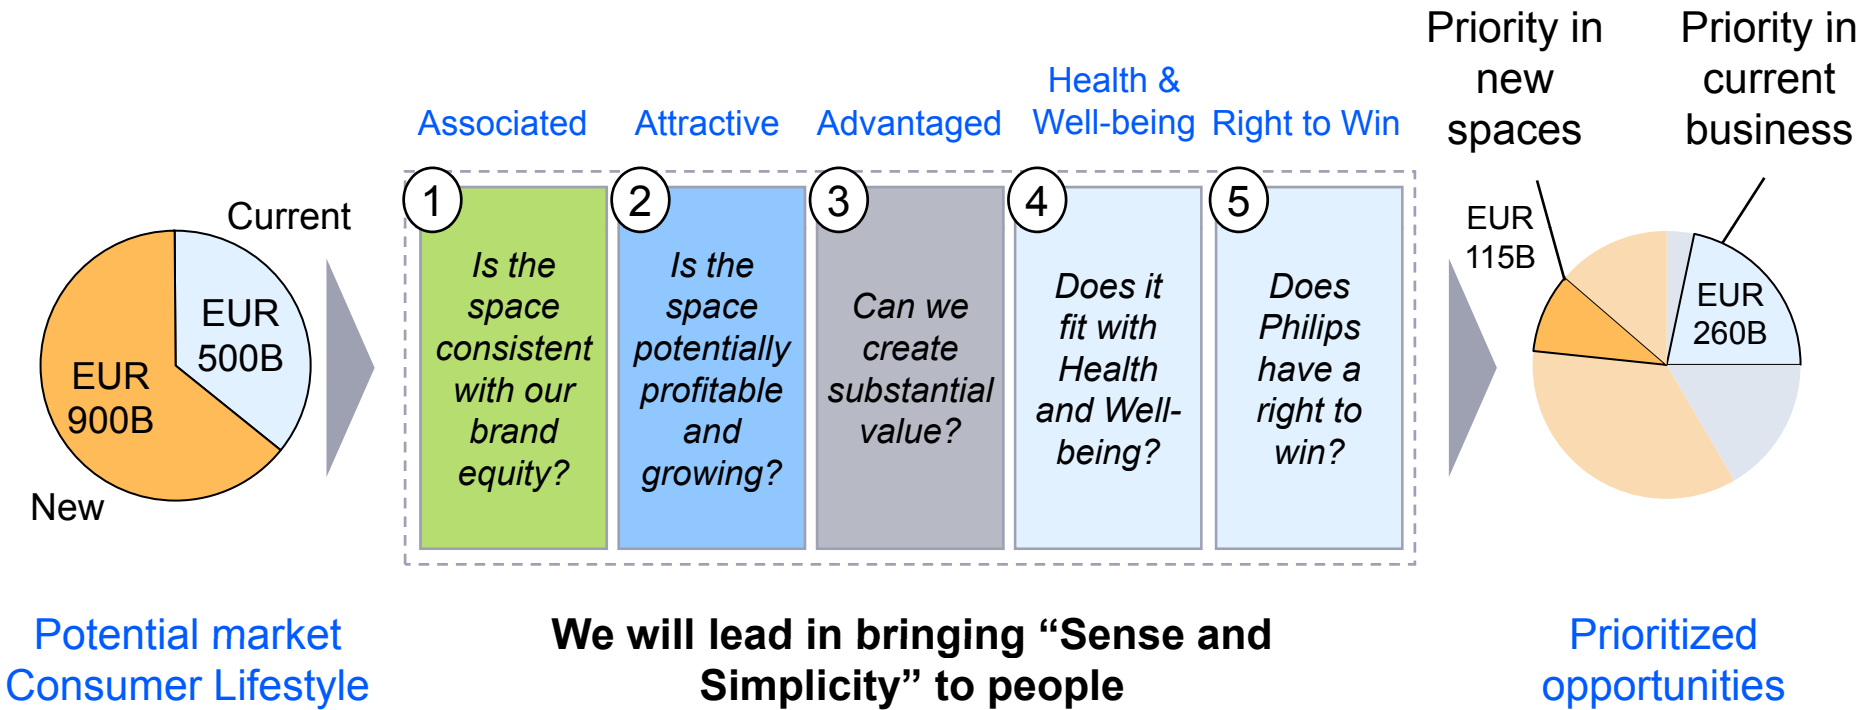 Current
EUR
500B
EUR
900B
New
Potential market
Consumer Lifestyle
Associated
Attractive
Advantaged
Health &
Well-being
Right to Win
1
Is the
space
consistent
with our
brand
equity?
2
Is the
space
potentially
profitable
and
growing?
3
Can we
create
substantial
value?
4
Does it
fit with
Health
and Well-
being?
5
Does
Philips
have a
right to
win?
We will lead in bringing “Sense and
Simplicity” to people
Priority in
new
spaces
Priority in
current
business
EUR
115B
EUR
260B
Prioritized
opportunities